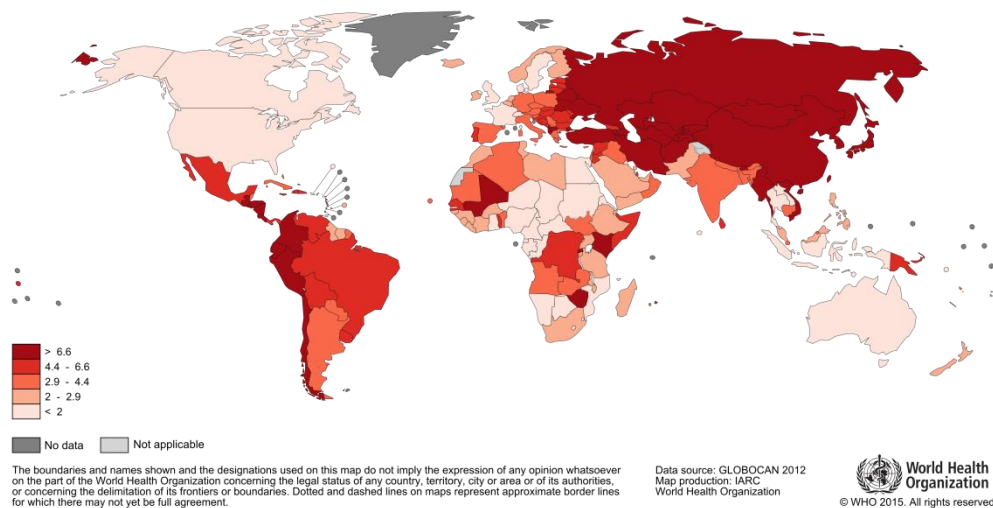 > 6.6
4.4 - 6.6
2.9 - 4.4
2 - 2.9
< 2
No data
Not applicable
The boundaries and names shown and the designations used on this map do not imply the expression of any opinion whatsoever
on the part of the World Health Organization concerning the legal status of any country, territory, city or area or of its authorities,
or concerning the delimitation of its frontiers or boundaries. Dotted and dashed lines on maps represent approximate border lines
for which there may not yet be full agreement.
Data source: GLOBOCAN 2012
Map production: IARC
World Health Organization
World Health
Organization
© WHO 2015. All rights reserved